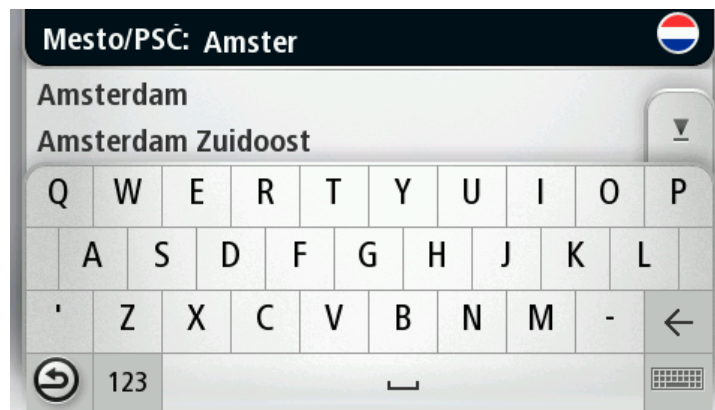 Mesto/PSČ: Amster
Amsterdam
Amsterdam Zuidoost
Q W E R T Y U I O P
A S D F G H J K L
' Z X C V B N M -
123